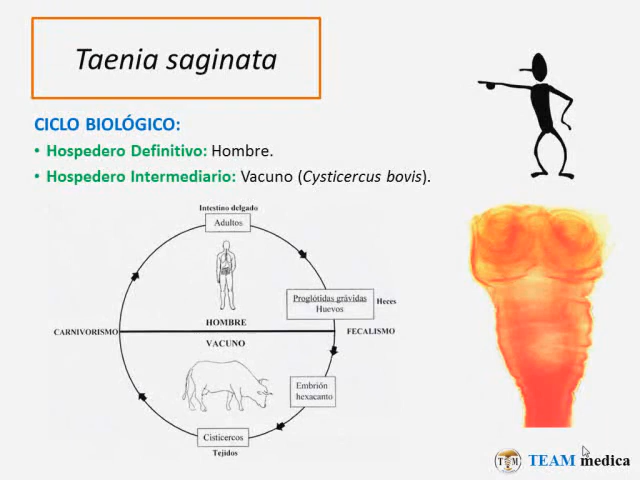 Taenia saginata
CICLO BIOLÓGICO:
• Hospedero Definitivo: Hombre.
• Hospedero Intermediario: Vacuno (Cysticercus bovis).
Intestino delgado
Adultos
Proglótidas grávidas
Huevos
Heces
HOMBRE
CARNIVORISMO
FECALISMO
VACUNO
Embrión
hexacanto
Cisticercos
Tejidos
TEAM medica